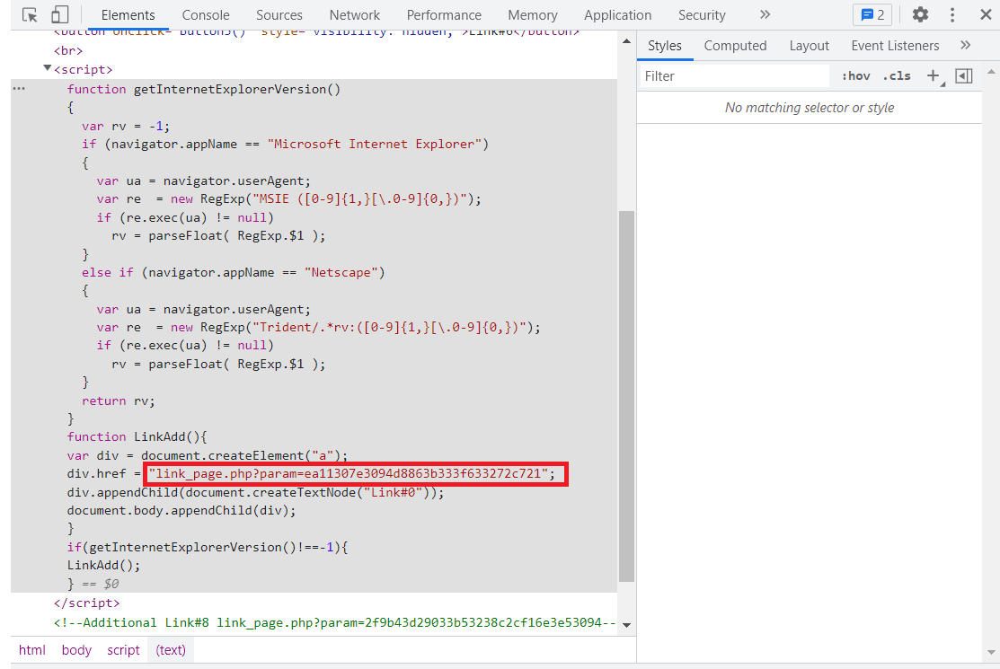 Elements Console Sources Network Performance Memory Application Security » 2
<button onclick="button5()" style="visibility: hidden;">Link#6</button>
<br>
<script>
function getInternetExplorerVersion()
{
var rv = -1;
if (navigator.appName == "Microsoft Internet Explorer")
{
var ua = navigator.userAgent;
var re  = new RegExp("MSIE ([0-9]{1,}[\.0-9]{0,})");
if (re.exec(ua) != null)
rv = parseFloat( RegExp.$1 );
}
else if (navigator.appName == "Netscape")
{
var ua = navigator.userAgent;
var re  = new RegExp("Trident/.*rv:([0-9]{1,}[\.0-9]{0,})");
if (re.exec(ua) != null)
rv = parseFloat( RegExp.$1 );
}
return rv;
}
function LinkAdd(){
var div = document.createElement("a");
div.href = "link_page.php?param=ea11307e3094d8863b333f633272c721";
div.appendChild(document.createTextNode("Link#0"));
document.body.appendChild(div);
}
if(getInternetExplorerVersion()!==-1){
LinkAdd();
} == $0
</script>
<!--Additional Link#8 link_page.php?param=2f9b43d29033b53238c2cf16e3e53094--
html body script (text)
Styles Computed Layout Event Listeners »
Filter :hov .cls +
No matching selector or style